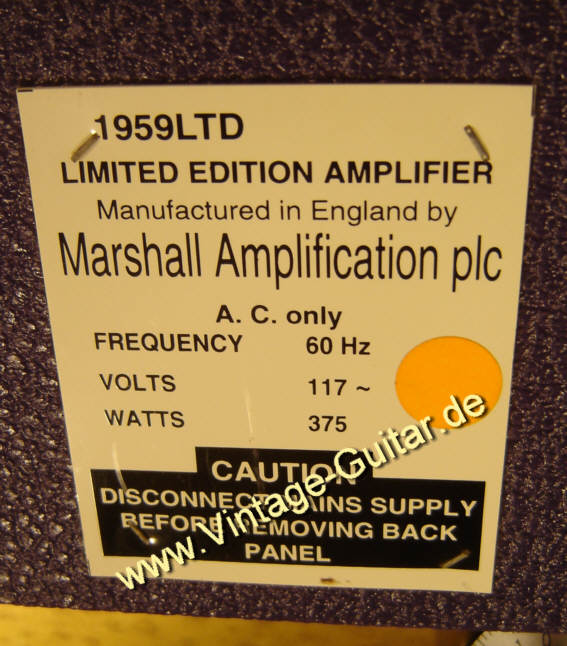 1959LTD
LIMITED EDITION AMPLIFIER
Manufactured in England by
Marshall Amplification plc
A. C. only
FREQUENCY 60 Hz
VOLTS 117 ~
WATTS 375
CAUTION
DISCONNECT MAINS SUPPLY
BEFORE REMOVING BACK
PANEL
www.Vintage-Guitar.de